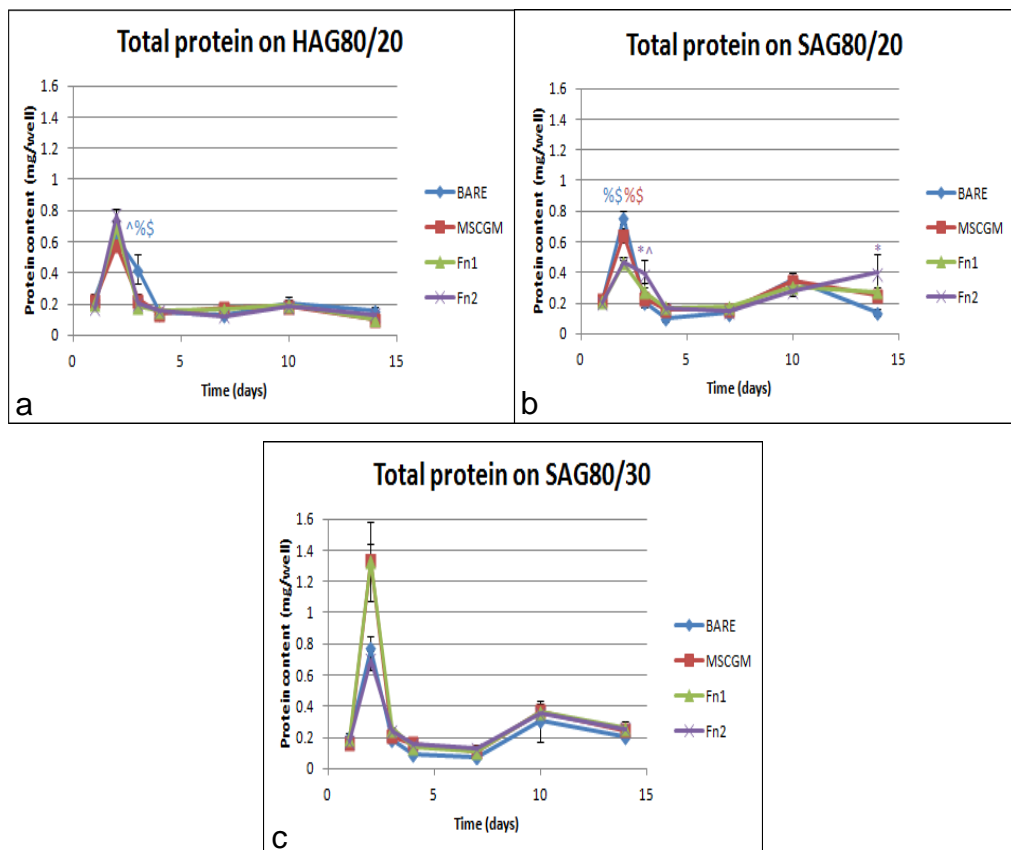 Total protein on HAG80/20
Protein content (mg/well)
1.6
1.4
1.2
1
0.8
0.6
0.4
0.2
0
^%$
0 5 10 15
Time (days)
BARE
MSCGM
Fn1
Fn2
a
Total protein on SAG80/20
Protein content (mg/well)
1.6
1.4
1.2
1
0.8
0.6
0.4
0.2
0
%$%$
*^
*
0 5 10 15
Time (days)
BARE
MSCGM
Fn1
Fn2
b
Total protein on SAG80/30
Protein content (mg/well)
1.6
1.4
1.2
1
0.8
0.6
0.4
0.2
0
0 5 10 15
Time (days)
BARE
MSCGM
Fn1
Fn2
c